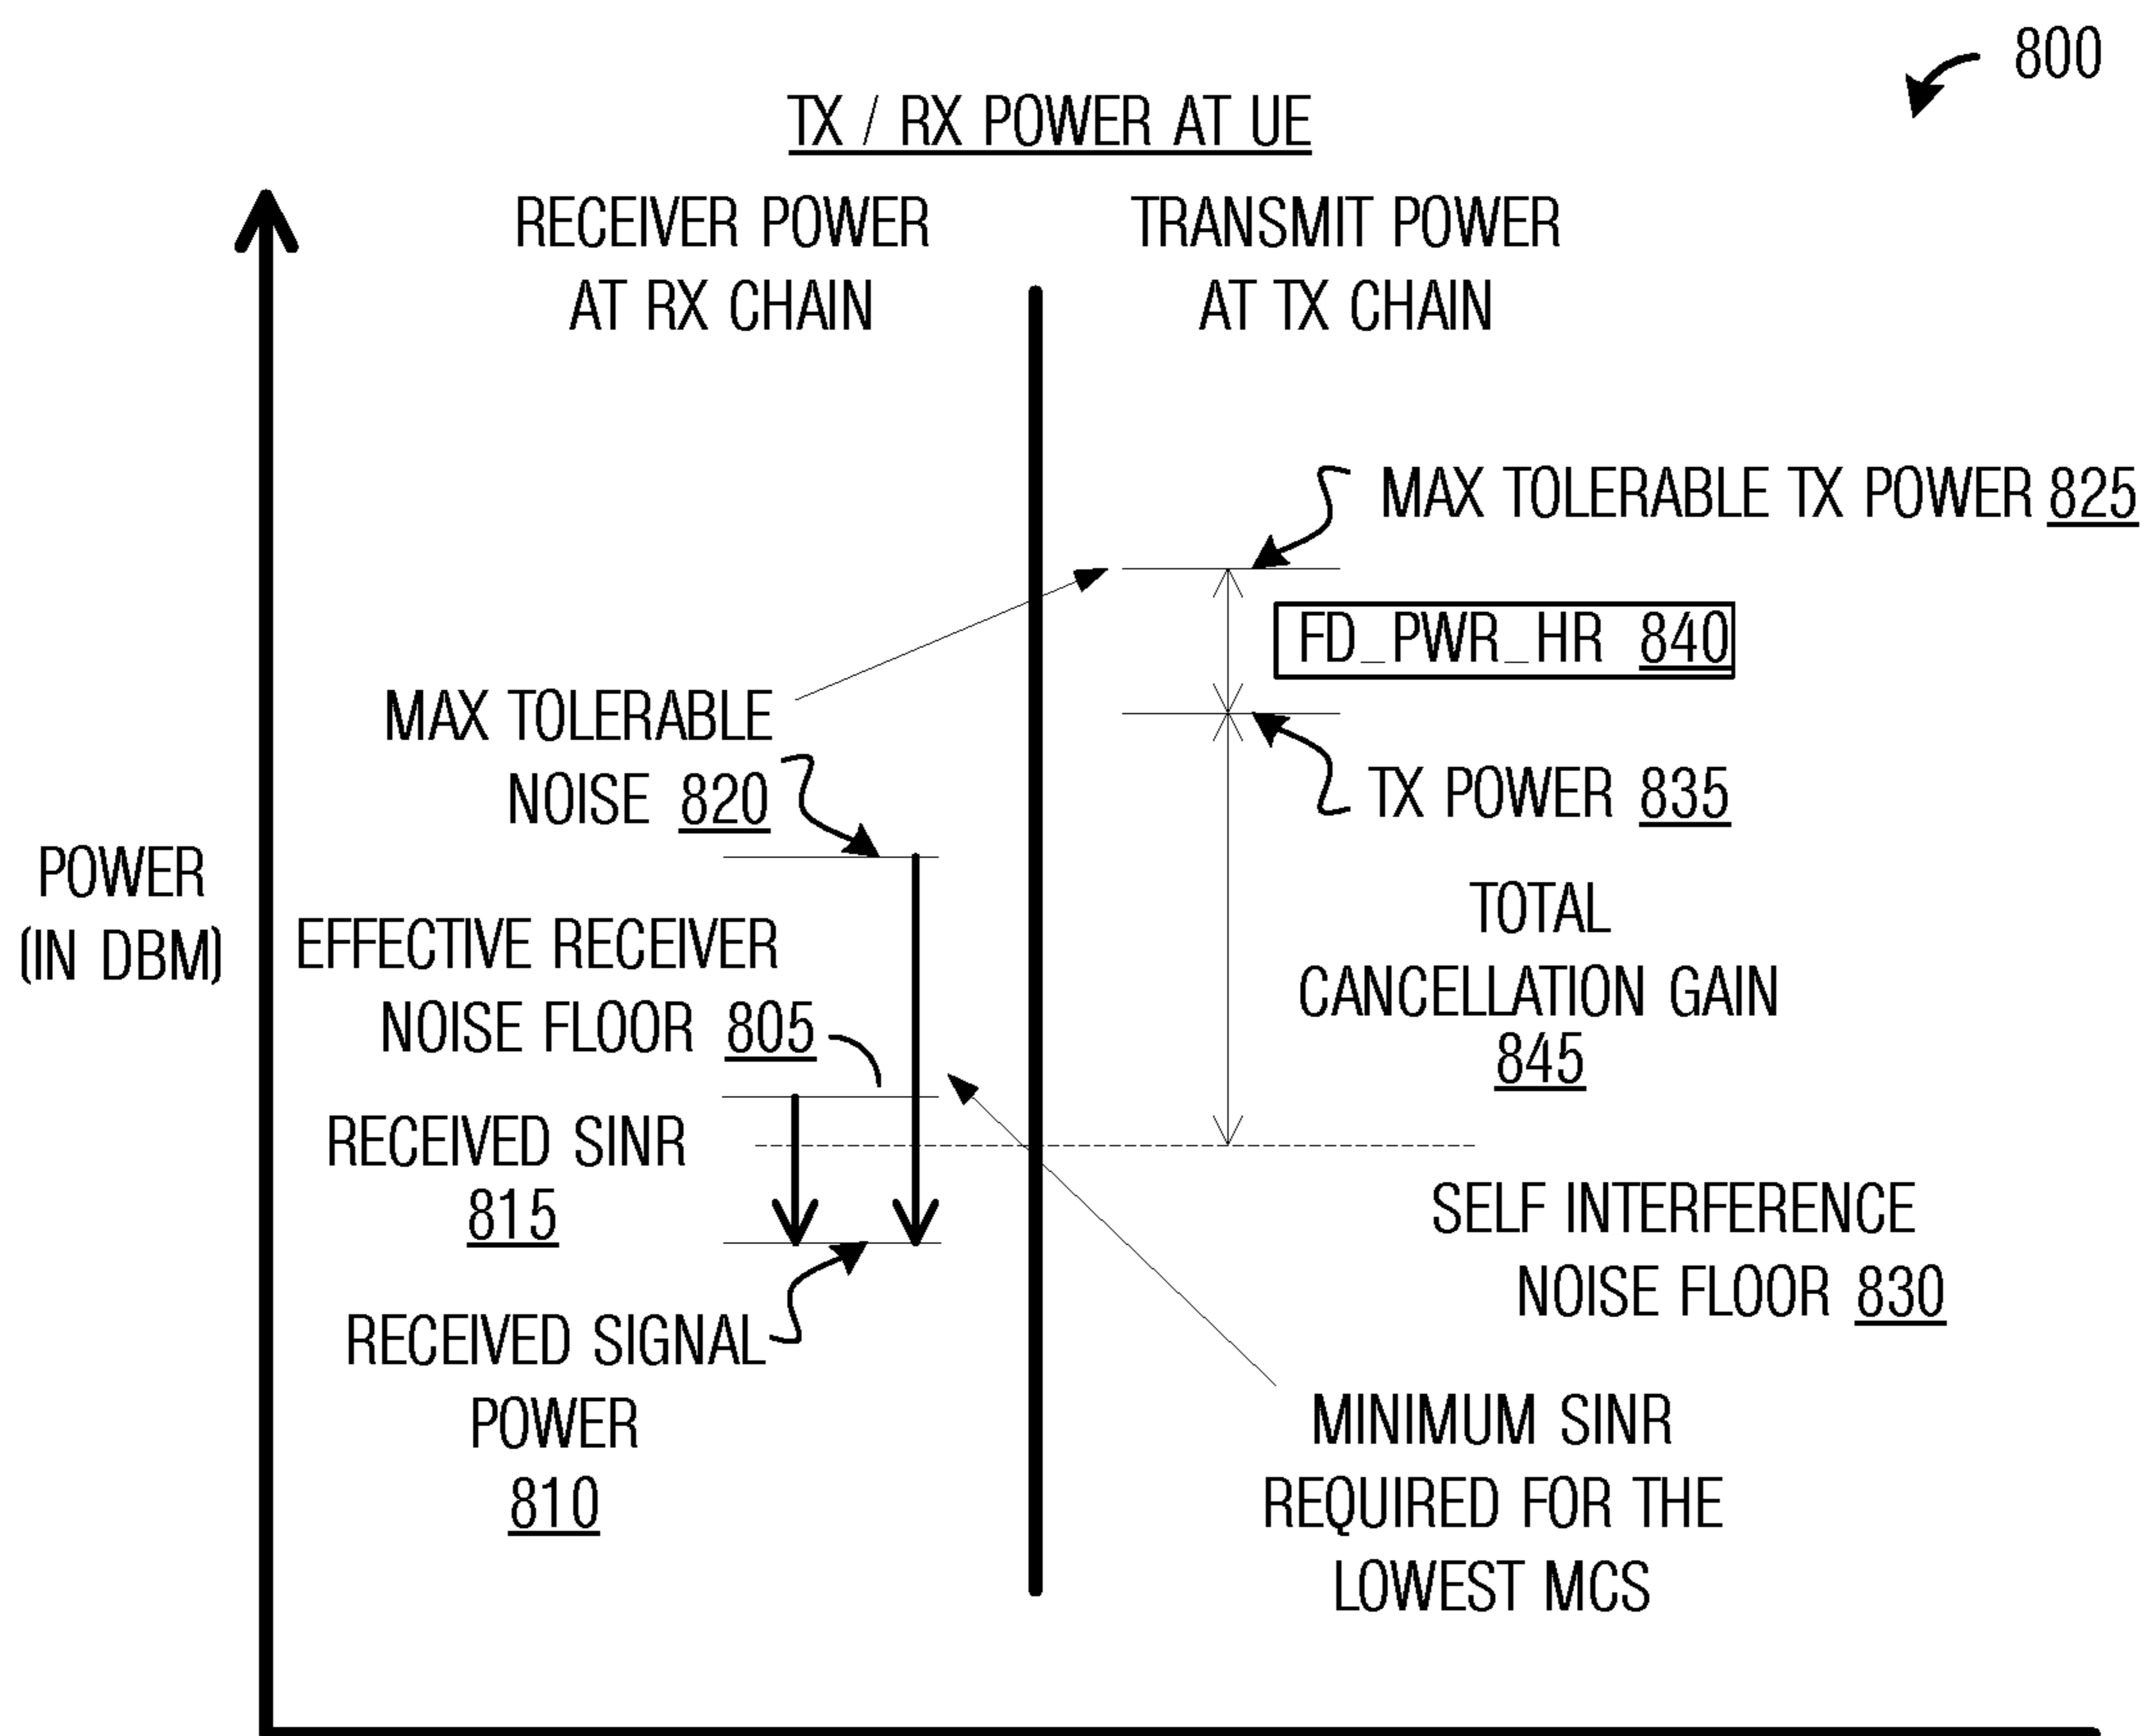 800
TX / RX POWER AT UE
RECEIVER POWER
AT RX CHAIN
TRANSMIT POWER
AT TX CHAIN
MAX TOLERABLE TX POWER 825
FD_PWR_HR 840
MAX TOLERABLE
NOISE 820
TX POWER 835
POWER
(IN DBM)
EFFECTIVE RECEIVER
NOISE FLOOR 805
TOTAL
CANCELLATION GAIN
845
RECEIVED SINR
815
SELF INTERFERENCE
NOISE FLOOR 830
RECEIVED SIGNAL
POWER
810
MINIMUM SINR
REQUIRED FOR THE
LOWEST MCS